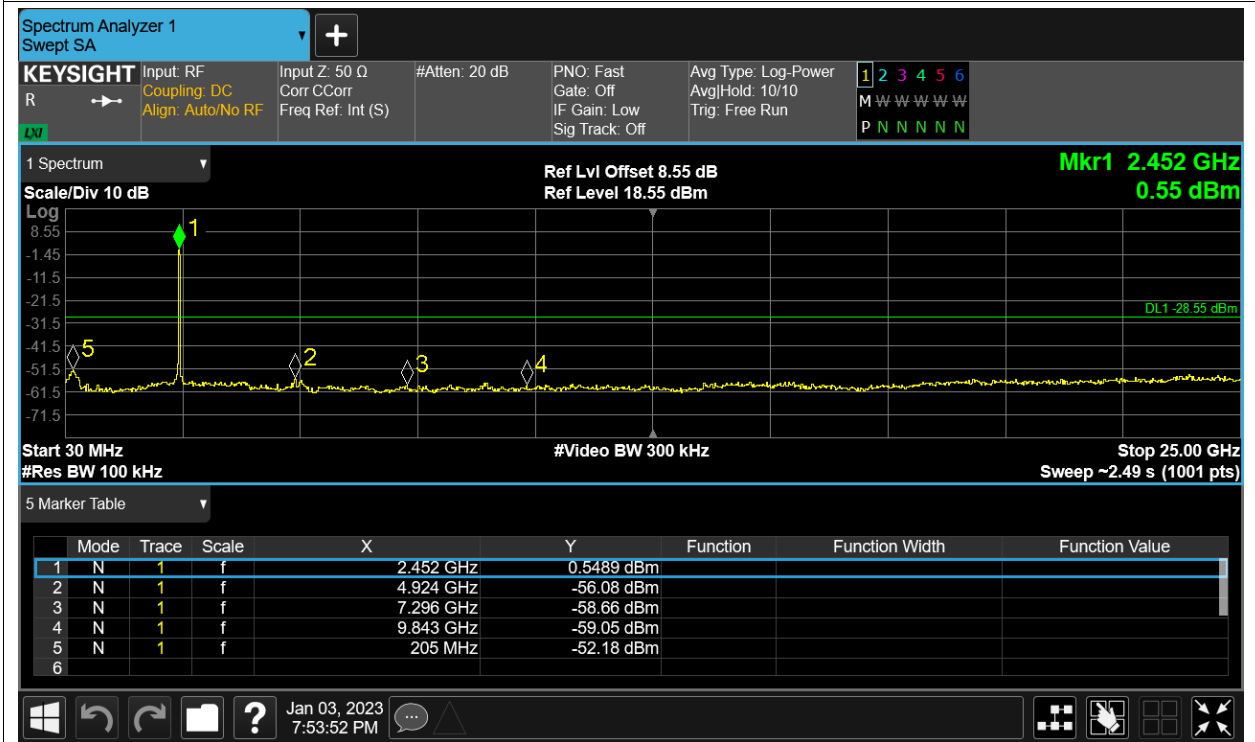 Spectrum Analyzer 1
Swept SA
+
KEYSIGHT
R
LXI
Input: RF
Coupling: DC
Align: Auto/No RF
Input Z: 50 Ω
Corr CCorr
Freq Ref: Int (S)
#Atten: 20 dB
PNO: Fast
Gate: Off
IF Gain: Low
Sig Track: Off
Avg Type: Log-Power
Avg|Hold: 10/10
Trig: Free Run
1 2 3 4 5 6
M W W W W W
P N N N N N
1 Spectrum
Scale/Div 10 dB
Ref Lvl Offset 8.55 dB
Ref Level 18.55 dBm
Mkr1 2.452 GHz
0.55 dBm
Log
8.55
-1.45
-11.5
-21.5
-31.5
-41.5
-51.5
-61.5
-71.5
1
DL1 -28.55 dBm
5
2
3
4
Start 30 MHz
#Res BW 100 kHz
#Video BW 300 kHz
Stop 25.00 GHz
Sweep ~2.49 s (1001 pts)
5 Marker Table
Mode Trace Scale X Y Function Function Width Function Value
1 N 1 f 2.452 GHz 0.5489 dBm
2 N 1 f 4.924 GHz -56.08 dBm
3 N 1 f 7.296 GHz -58.66 dBm
4 N 1 f 9.843 GHz -59.05 dBm
5 N 1 f 205 MHz -52.18 dBm
6
?
Jan 03, 2023
7:53:52 PM